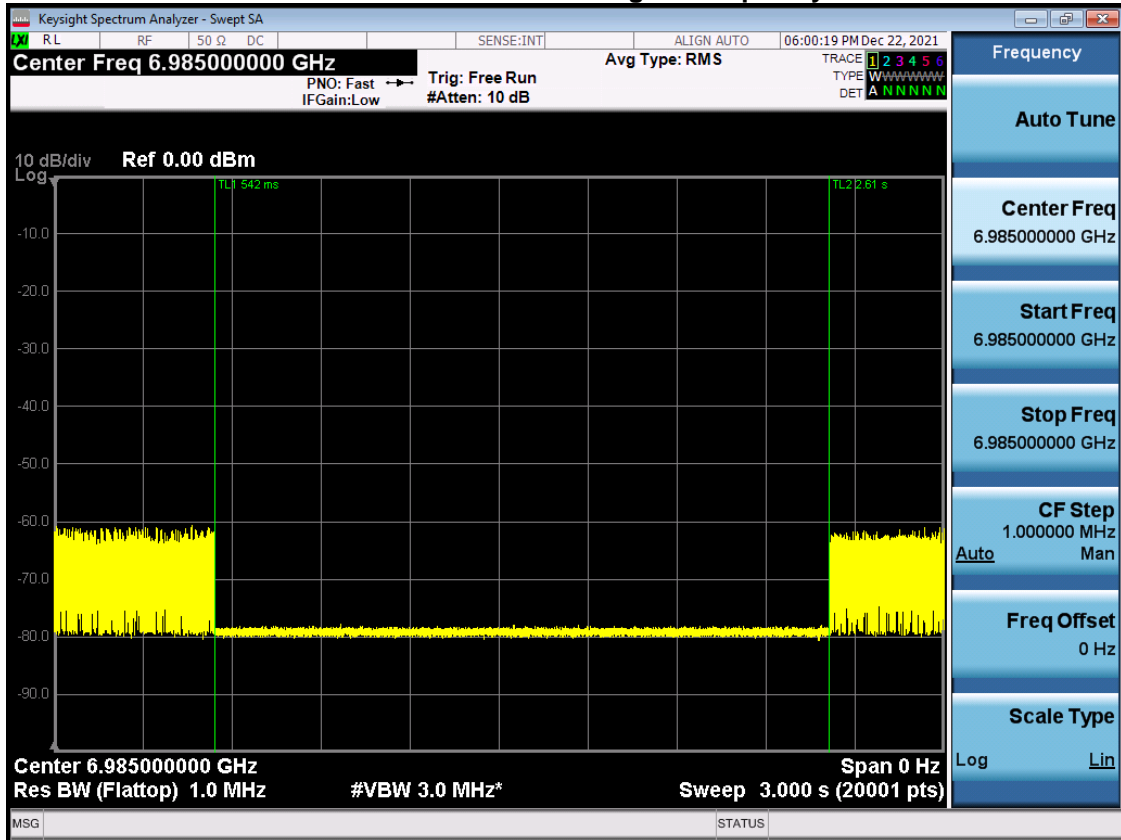 Keysight Spectrum Analyzer - Swept SA
LXI RL RF 50 Ω DC SENSE:INT ALIGN AUTO 06:00:19 PM Dec 22, 2021
Center Freq 6.985000000 GHz
PNO: Fast
IFGain:Low
Trig: Free Run
#Atten: 10 dB
Avg Type: RMS
TRACE 1 2 3 4 5 6
TYPE WWWWWW
DET A N N N N N
10 dB/div Ref 0.00 dBm
Log
TL1 542 ms
TL2 2.61 s
-10.0
-20.0
-30.0
-40.0
-50.0
-60.0
-70.0
-80.0
-90.0
Center 6.985000000 GHz
Span 0 Hz
Res BW (Flattop) 1.0 MHz #VBW 3.0 MHz* Sweep 3.000 s (20001 pts)
MSG STATUS
Frequency
Auto Tune
Center Freq
6.985000000 GHz
Start Freq
6.985000000 GHz
Stop Freq
6.985000000 GHz
CF Step
1.000000 MHz
Auto Man
Freq Offset
0 Hz
Scale Type
Log Lin